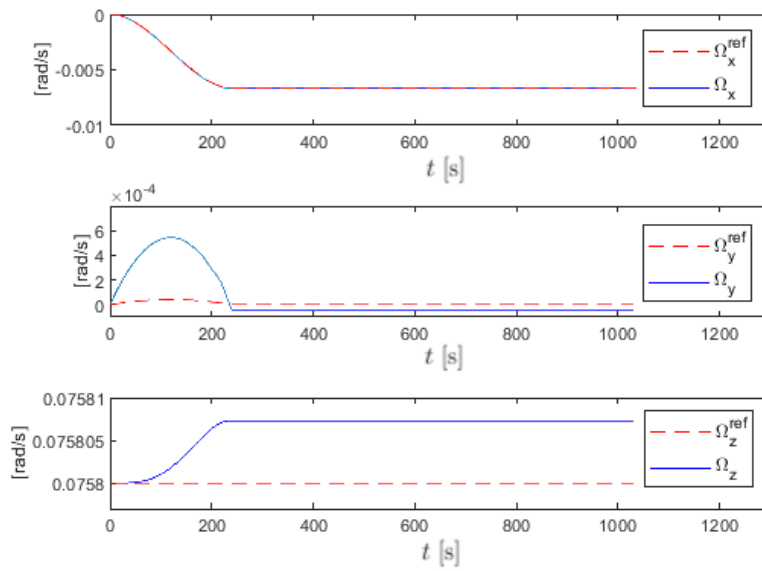 0
-0.005
-0.01
[rad/s]
0 200 400 600 800 1000 1200
t [s]
Ω_x^ref
Ω_x
×10^-4
6
4
2
0
[rad/s]
0 200 400 600 800 1000 1200
t [s]
Ω_y^ref
Ω_y
0.07581
0.075805
0.0758
[rad/s]
0 200 400 600 800 1000 1200
t [s]
Ω_z^ref
Ω_z